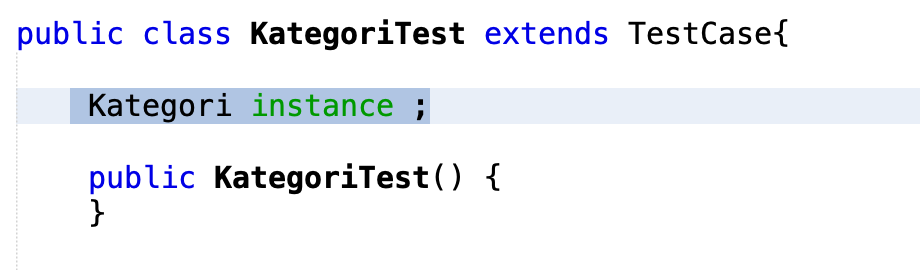 public class KategoriTest extends TestCase{
Kategori instance ;
public KategoriTest() {
}